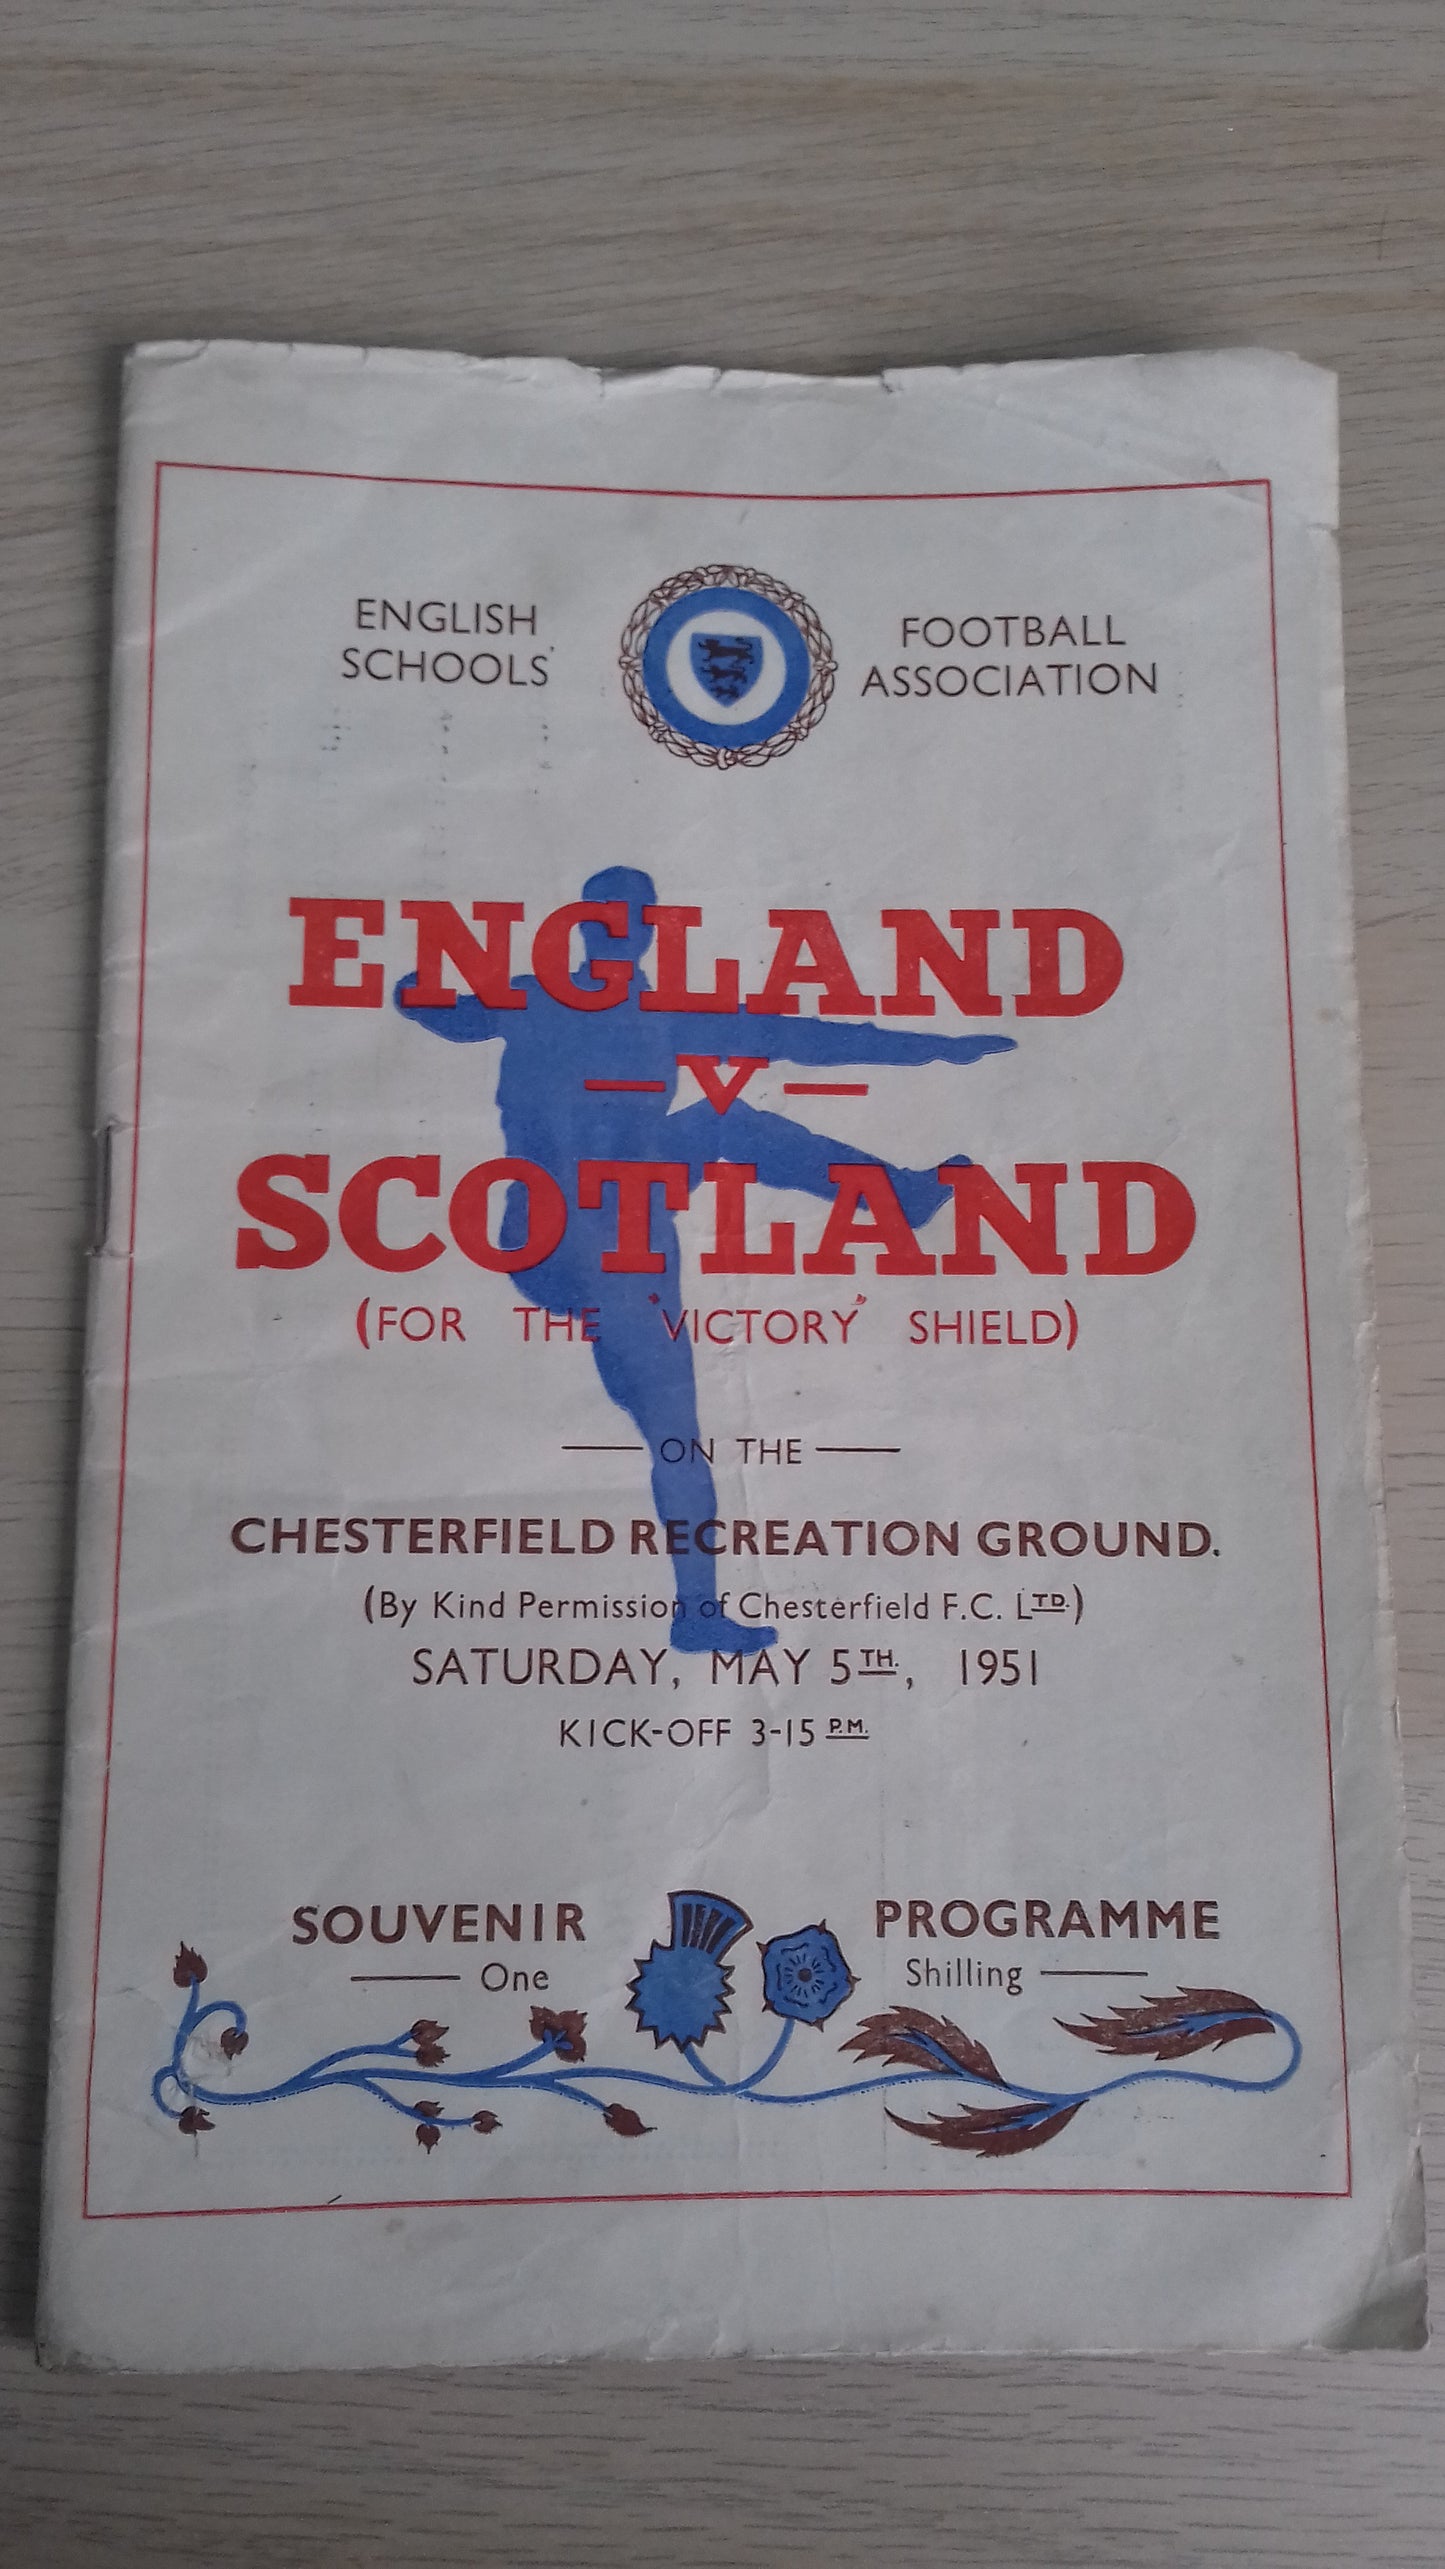 ENGLISH
SCHOOLS'
FOOTBALL
ASSOCIATION
ENGLAND
— V —
SCOTLAND
(FOR THE "VICTORY" SHIELD)
— ON THE —
CHESTERFIELD RECREATION GROUND.
(By Kind Permission of Chesterfield F.C. LTD.)
SATURDAY, MAY 5TH., 1951
KICK-OFF 3-15 P.M.
SOUVENIR PROGRAMME
— One Shilling —